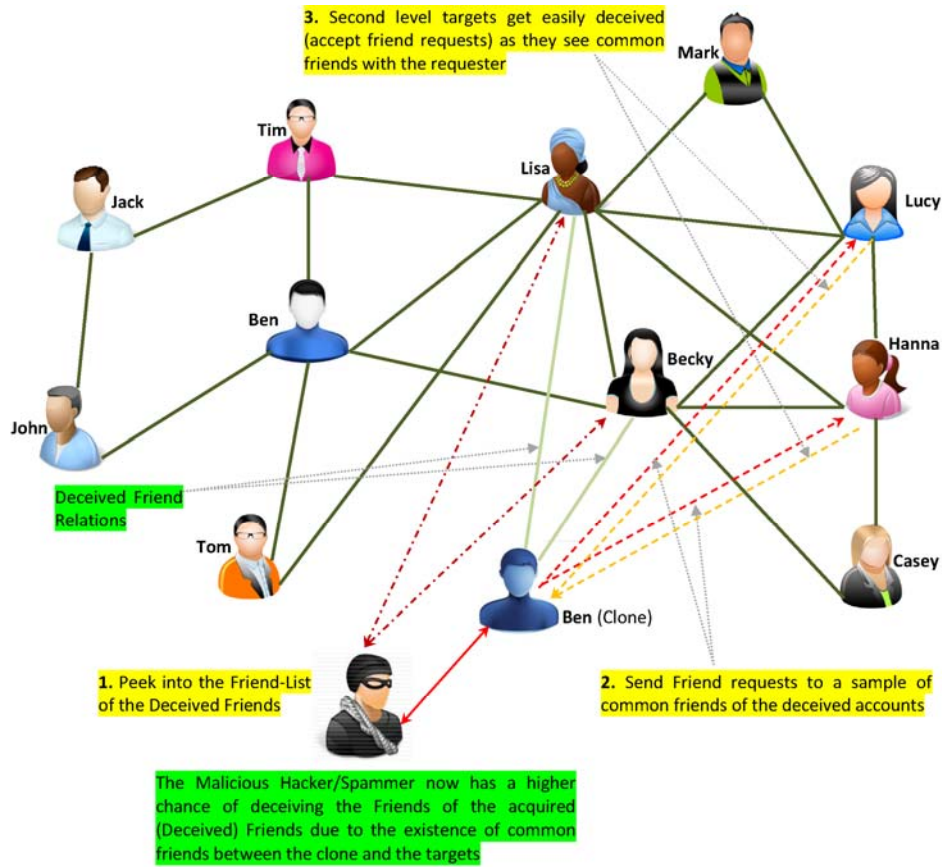 3. Second level targets get easily deceived
(accept friend requests) as they see common
friends with the requester
Mark
Tim
Lisa
Jack
Lucy
Ben
Becky
Hanna
John
Deceived Friend
Relations
Tom
Casey
Ben (Clone)
1. Peek into the Friend-List
of the Deceived Friends
2. Send Friend requests to a sample of
common friends of the deceived accounts
The Malicious Hacker/Spammer now has a higher
chance of deceiving the Friends of the acquired
(Deceived) Friends due to the existence of common
friends between the clone and the targets